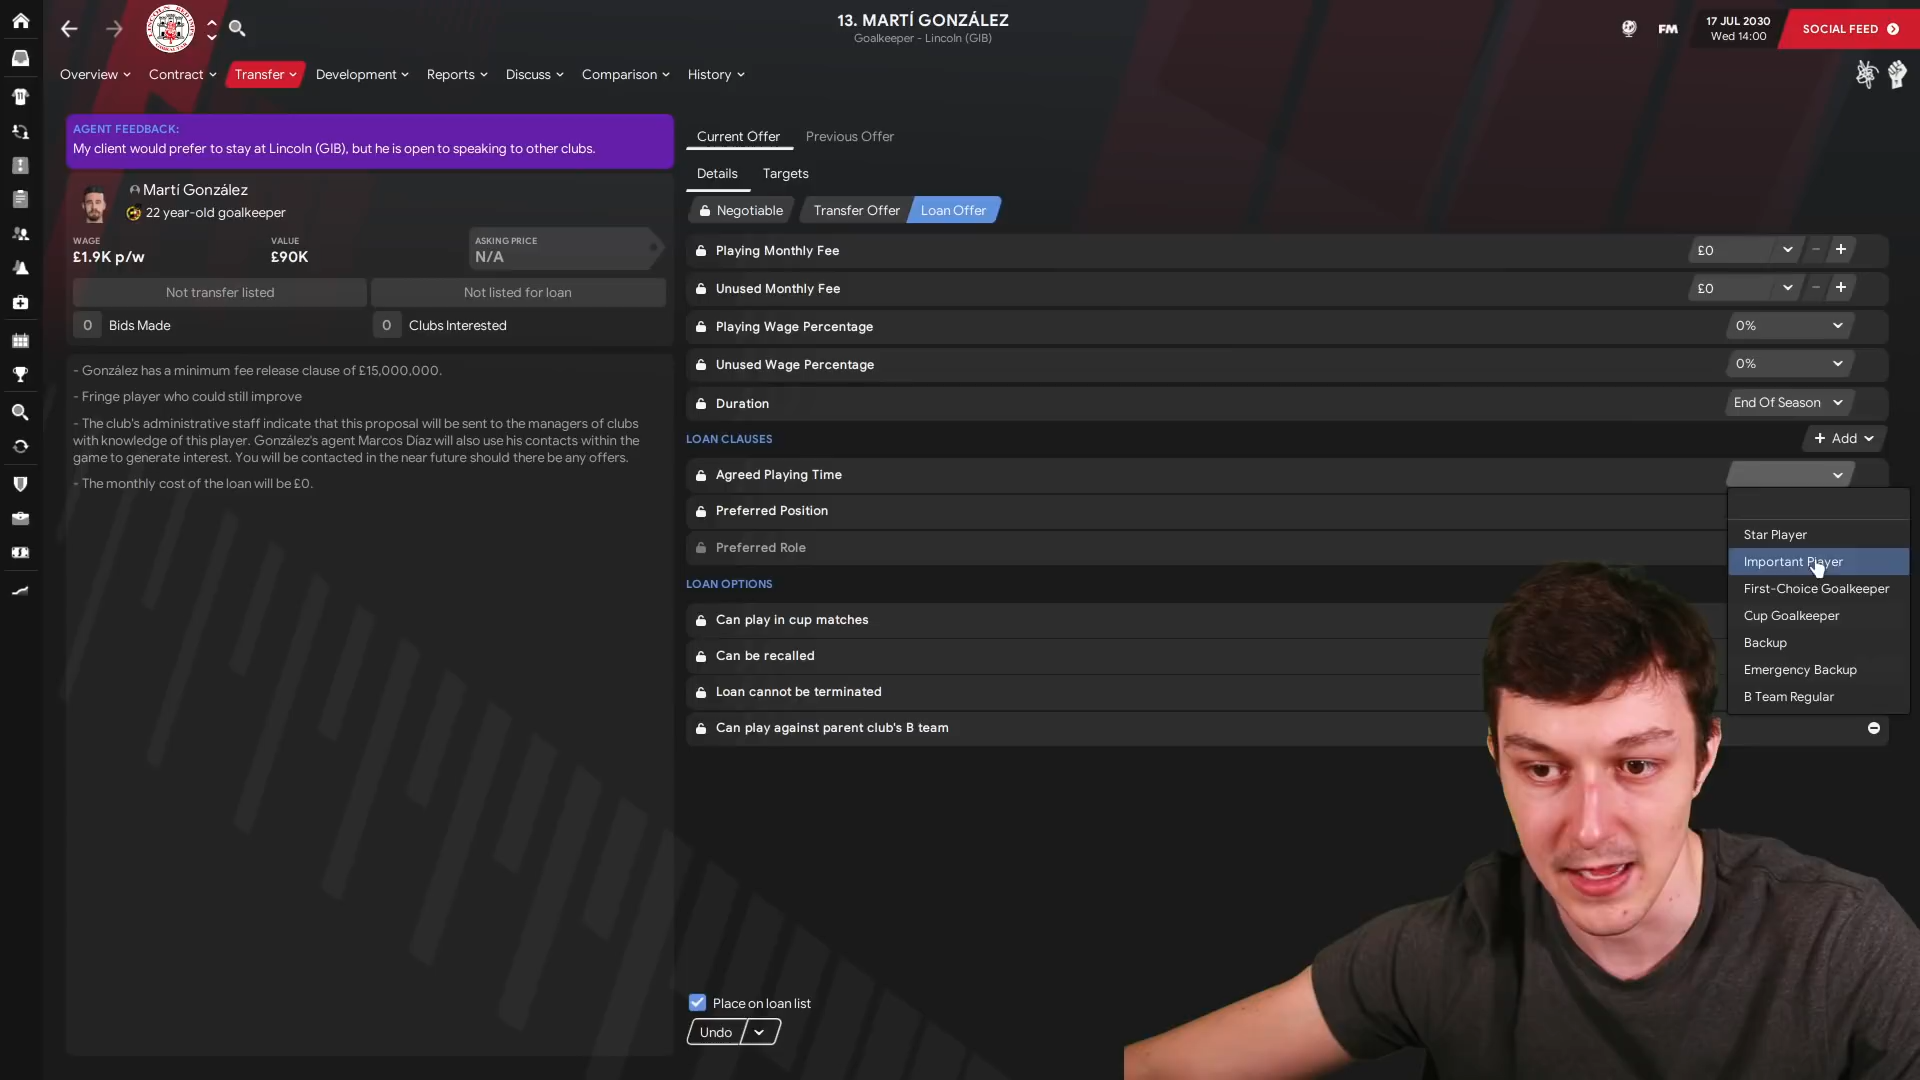 13. MARTÍ GONZÁLEZ
Goalkeeper - Lincoln (GIB)
FM
17 JUL 2030
Wed 14:00
SOCIAL FEED
Overview
Contract
Transfer
Development
Reports
Discuss
Comparison
History
AGENT FEEDBACK:
My client would prefer to stay at Lincoln (GIB), but he is open to speaking to other clubs.
Martí González
22 year-old goalkeeper
WAGE
£1.9K p/w
VALUE
£90K
ASKING PRICE
N/A
Not transfer listed
Not listed for loan
0 Bids Made
0 Clubs Interested
- González has a minimum fee release clause of £15,000,000.
- Fringe player who could still improve
- The club's administrative staff indicate that this proposal will be sent to the managers of clubs
with knowledge of this player. González's agent Marcos Díaz will also use his contacts within the
game to generate interest. You will be contacted in the near future should there be any offers.
- The monthly cost of the loan will be £0.
Current Offer
Previous Offer
Details
Targets
Negotiable
Transfer Offer
Loan Offer
Playing Monthly Fee
£0
Unused Monthly Fee
£0
Playing Wage Percentage
0%
Unused Wage Percentage
0%
Duration
End Of Season
LOAN CLAUSES
Add
Agreed Playing Time
Preferred Position
Preferred Role
Star Player
Important Player
First-Choice Goalkeeper
Cup Goalkeeper
Backup
Emergency Backup
B Team Regular
LOAN OPTIONS
Can play in cup matches
Can be recalled
Loan cannot be terminated
Can play against parent club's B team
Place on loan list
Undo